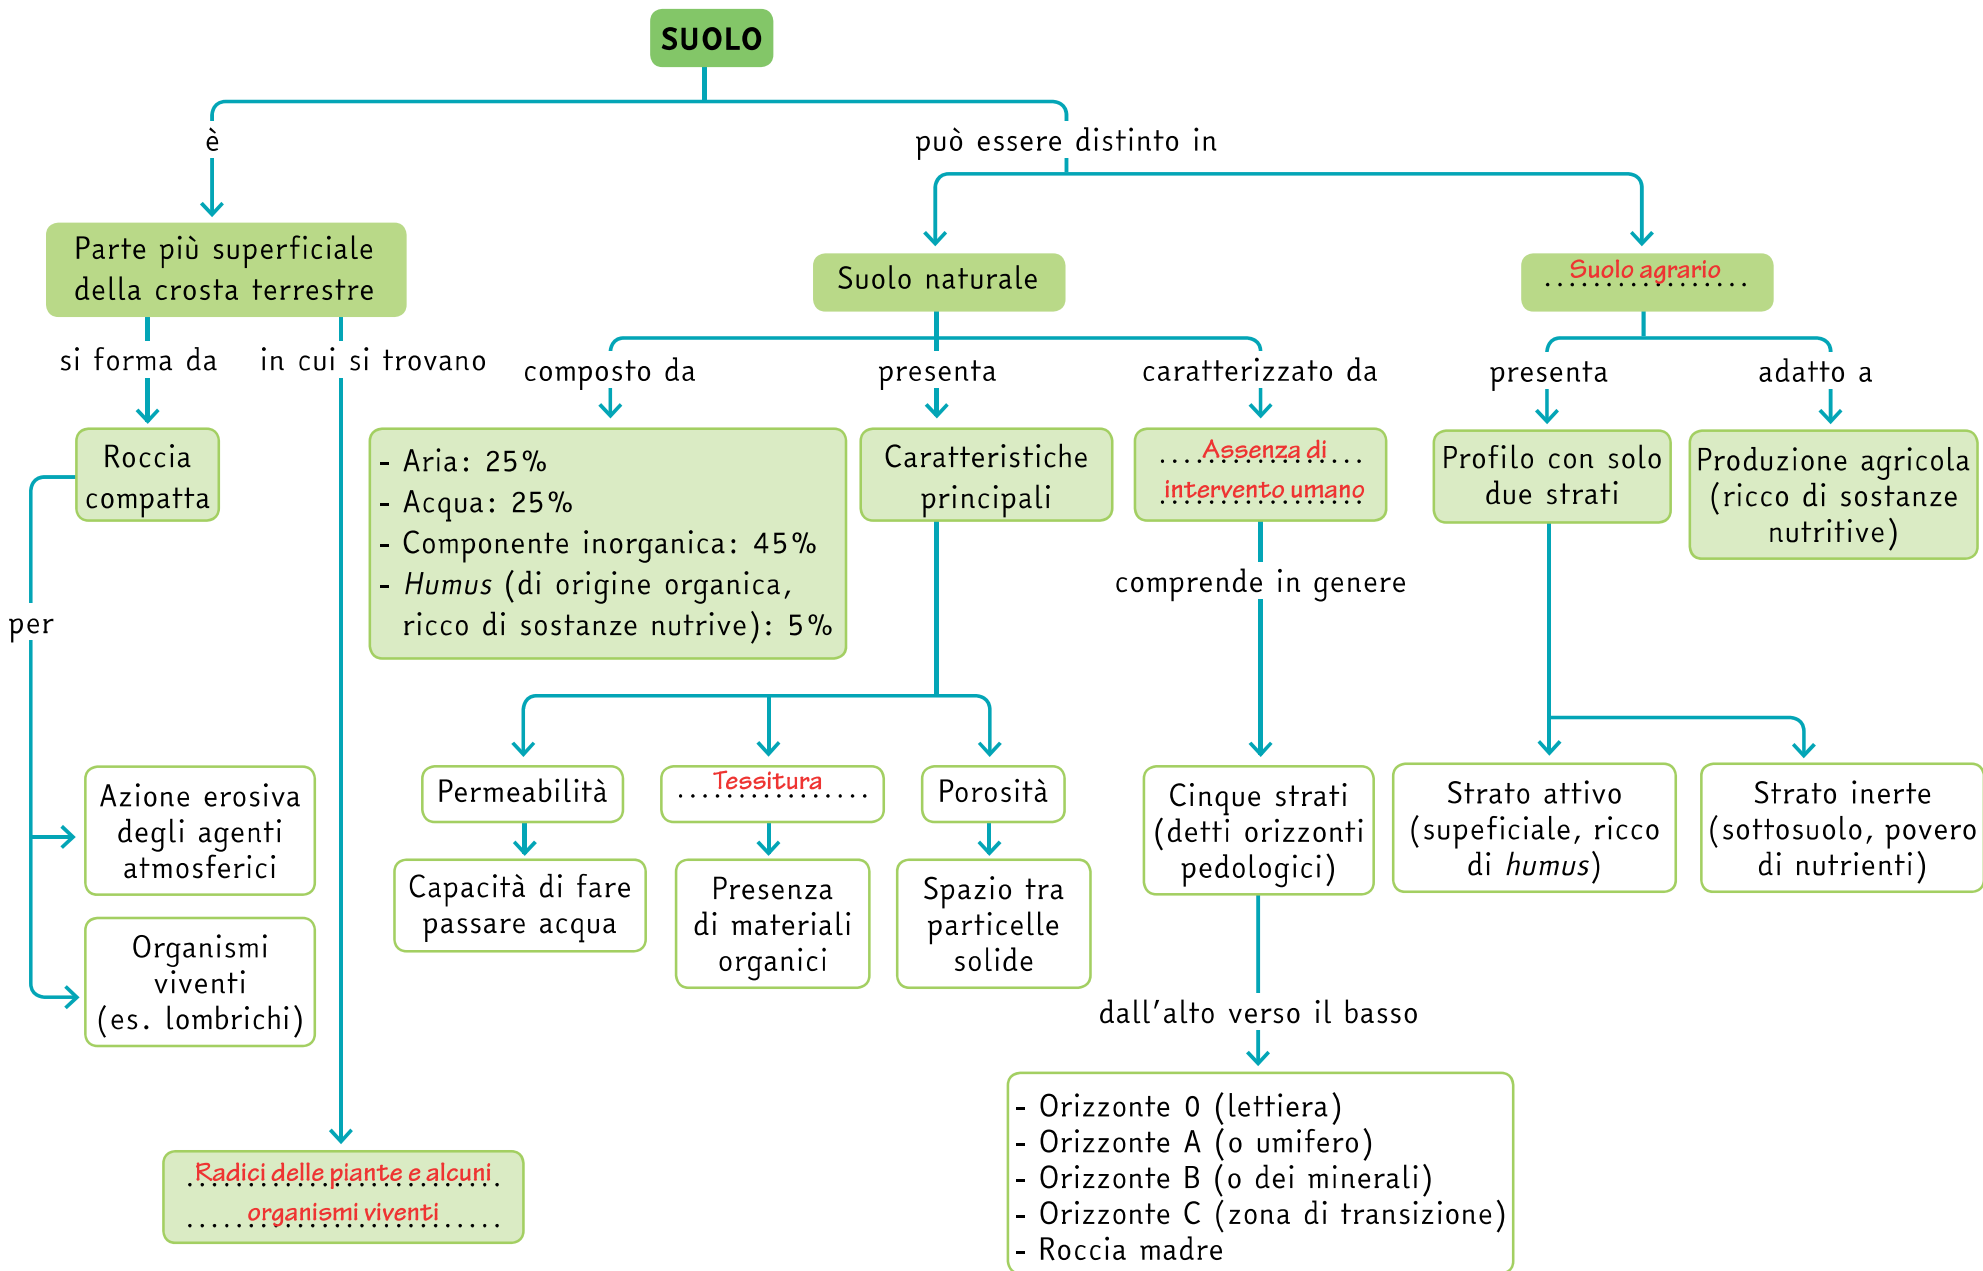 SUOLO
è
può essere distinto in
Parte più superficiale
della crosta terrestre
Suolo naturale
Suolo agrario
si forma da
in cui si trovano
composto da
presenta
caratterizzato da
presenta
adatto a
Roccia
compatta
- Aria: 25%
- Acqua: 25%
- Componente inorganica: 45%
- Humus (di origine organica,
ricco di sostanze nutrive): 5%
Caratteristiche
principali
Assenza di
intervento umano
Profilo con solo
due strati
Produzione agricola
(ricco di sostanze
nutritive)
comprende in genere
per
Azione erosiva
degli agenti
atmosferici
Organismi
viventi
(es. lombrichi)
Permeabilità
Tessitura
Porosità
Capacità di fare
passare acqua
Presenza
di materiali
organici
Spazio tra
particelle
solide
Cinque strati
(detti orizzonti
pedologici)
Strato attivo
(supeficiale, ricco
di humus)
Strato inerte
(sottosuolo, povero
di nutrienti)
dall'alto verso il basso
Radici delle piante e alcuni
organismi viventi
- Orizzonte 0 (lettiera)
- Orizzonte A (o umifero)
- Orizzonte B (o dei minerali)
- Orizzonte C (zona di transizione)
- Roccia madre